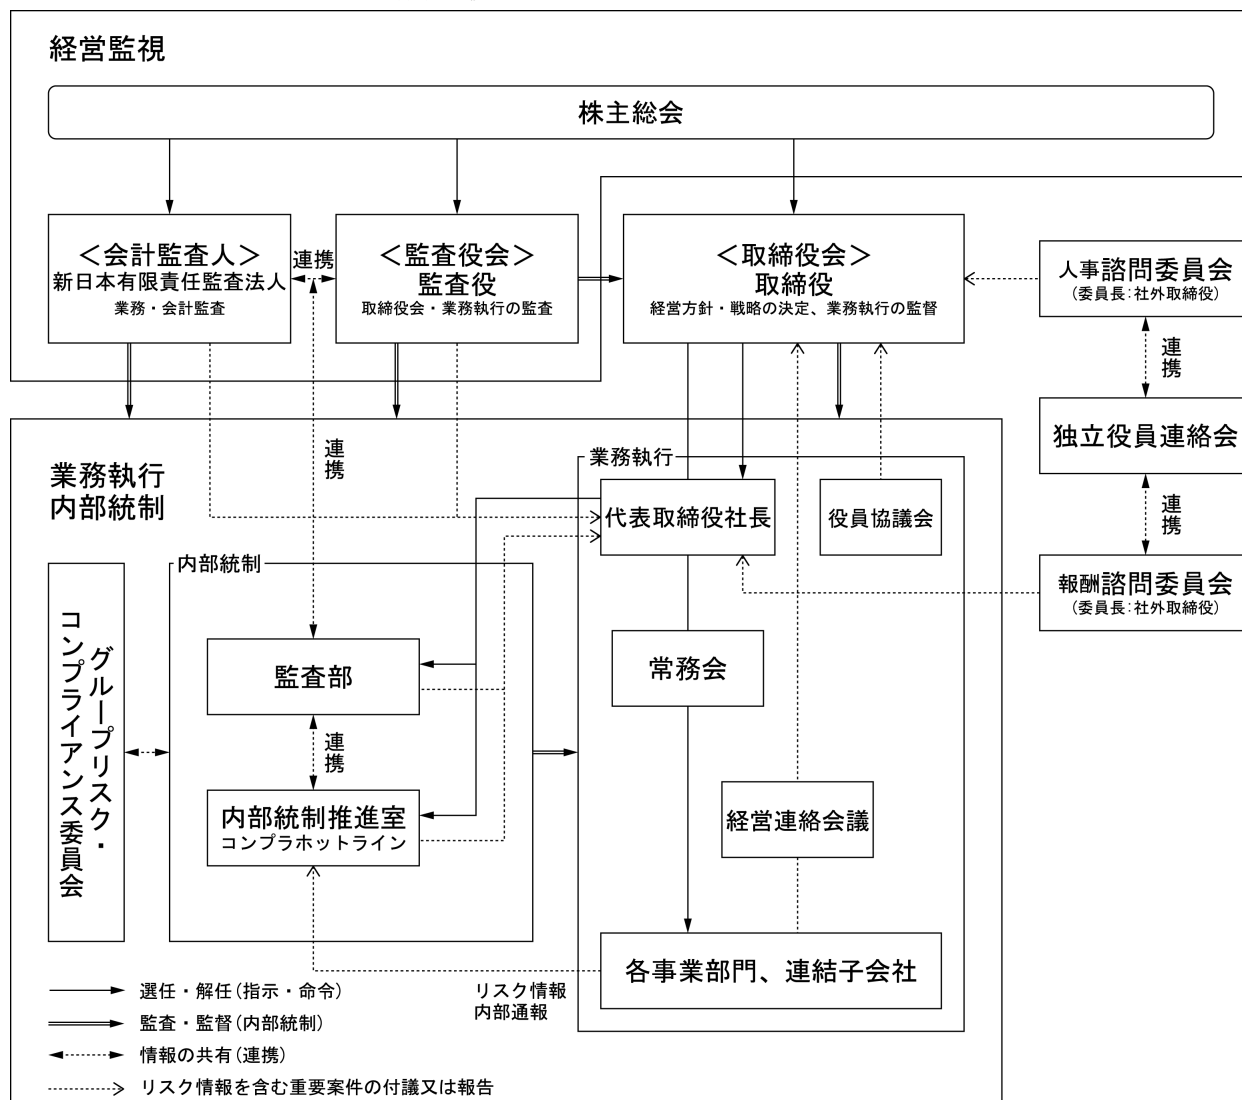 経営監視
株主総会
＜会計監査人＞
新日本有限責任監査法人
業務・会計監査
連携
＜監査役会＞
監査役
取締役会・業務執行の監査
＜取締役会＞
取締役
経営方針・戦略の決定、業務執行の監督
人事諮問委員会
(委員長：社外取締役)
連携
独立役員連絡会
連携
報酬諮問委員会
(委員長：社外取締役)
業務執行
内部統制
連携
業務執行
代表取締役社長
役員協議会
内部統制
グループリスク・
コンプライアンス委員会
監査部
連携
内部統制推進室
コンプラホットライン
常務会
経営連絡会議
各事業部門、連結子会社
リスク情報
内部通報
選任・解任(指示・命令)
監査・監督(内部統制)
情報の共有(連携)
リスク情報を含む重要案件の付議又は報告